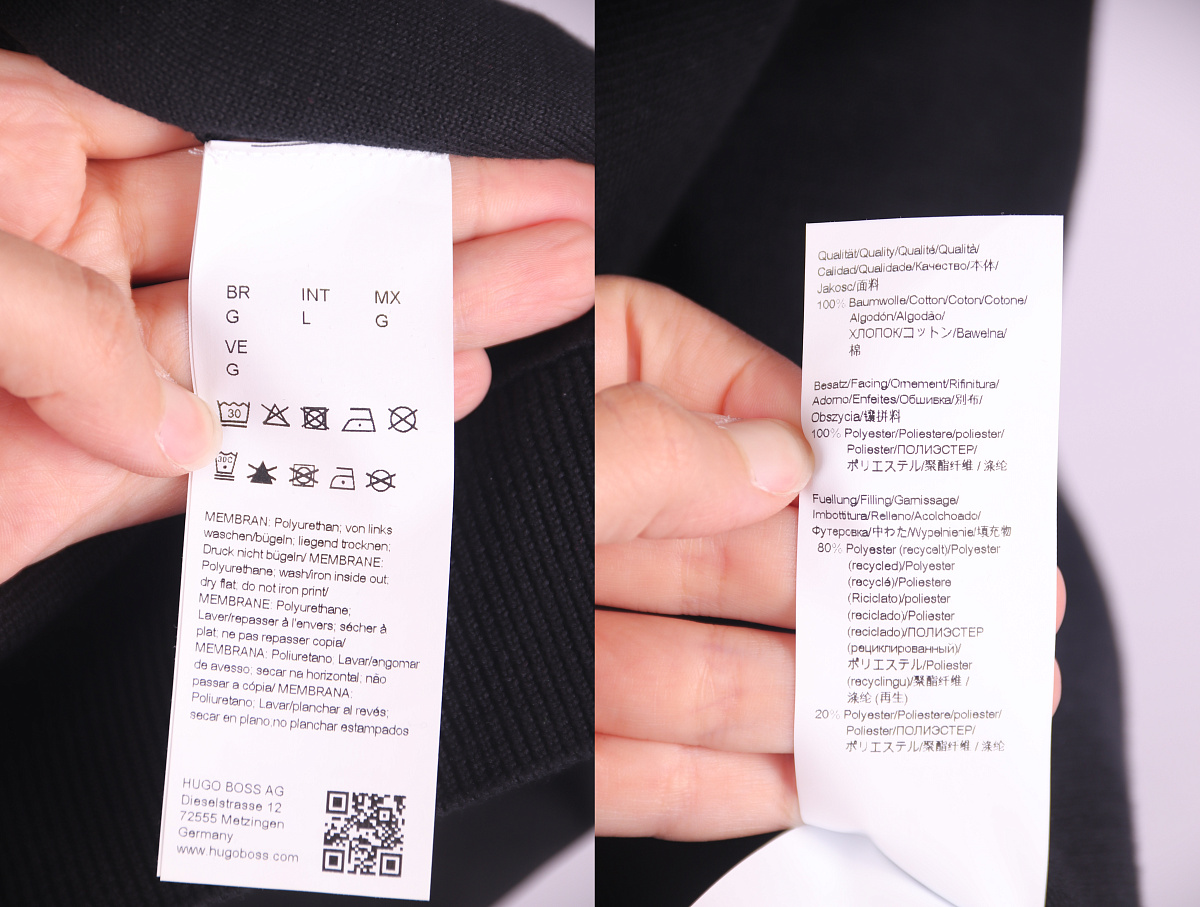 BR INT MX
G L G
VE
G
30
30C
MEMBRAN: Polyurethan; von links
waschen/bügeln; liegend trocknen;
Druck nicht bügeln/ MEMBRANE:
Polyurethane; wash/iron inside out;
dry flat; do not iron print/
MEMBRANE: Polyurethane;
Laver/repasser à l'envers; sécher à
plat; ne pas repasser copia/
MEMBRANA: Poliuretano; Lavar/engomar
de avesso; secar na horizontal; não
passar a cópia/ MEMBRANA:
Poliuretano; Lavar/planchar al revés;
secar en plano;no planchar estampados
HUGO BOSS AG
Dieselstrasse 12
72555 Metzingen
Germany
www.hugoboss.com
Qualität/Quality/Qualité/Qualità/
Calidad/Qualidade/Качество/本体/
Jakosc/面料
100% Baumwolle/Cotton/Coton/Cotone/
Algodón/Algodão/
ХЛОПОК/コットン/Bawelna/
棉
Besatz/Facing/Ornement/Rifinitura/
Adorno/Enfeites/Обшивка/別布/
Obszycia/镶拼料
100% Polyester/Poliestere/poliester/
Poliester/ПОЛИЭСТЕР/
ポリエステル/聚酯纤维 / 涤纶
Fuellung/Filling/Garnissage/
Imbottitura/Relleno/Acolchoado/
Футеровка/中わた/Wypelnienie/填充物
80% Polyester (recycelt)/Polyester
(recycled)/Polyester
(recyclé)/Poliestere
(Riciclato)/poliester
(reciclado)/Poliester
(reciclado)/ПОЛИЭСТЕР
(рециклированный)/
ポリエステル/Poliester
(recyclingu)/聚酯纤维 /
涤纶 (再生)
20% Polyester/Poliestere/poliester/
Poliester/ПОЛИЭСТЕР/
ポリエステル/聚酯纤维 / 涤纶